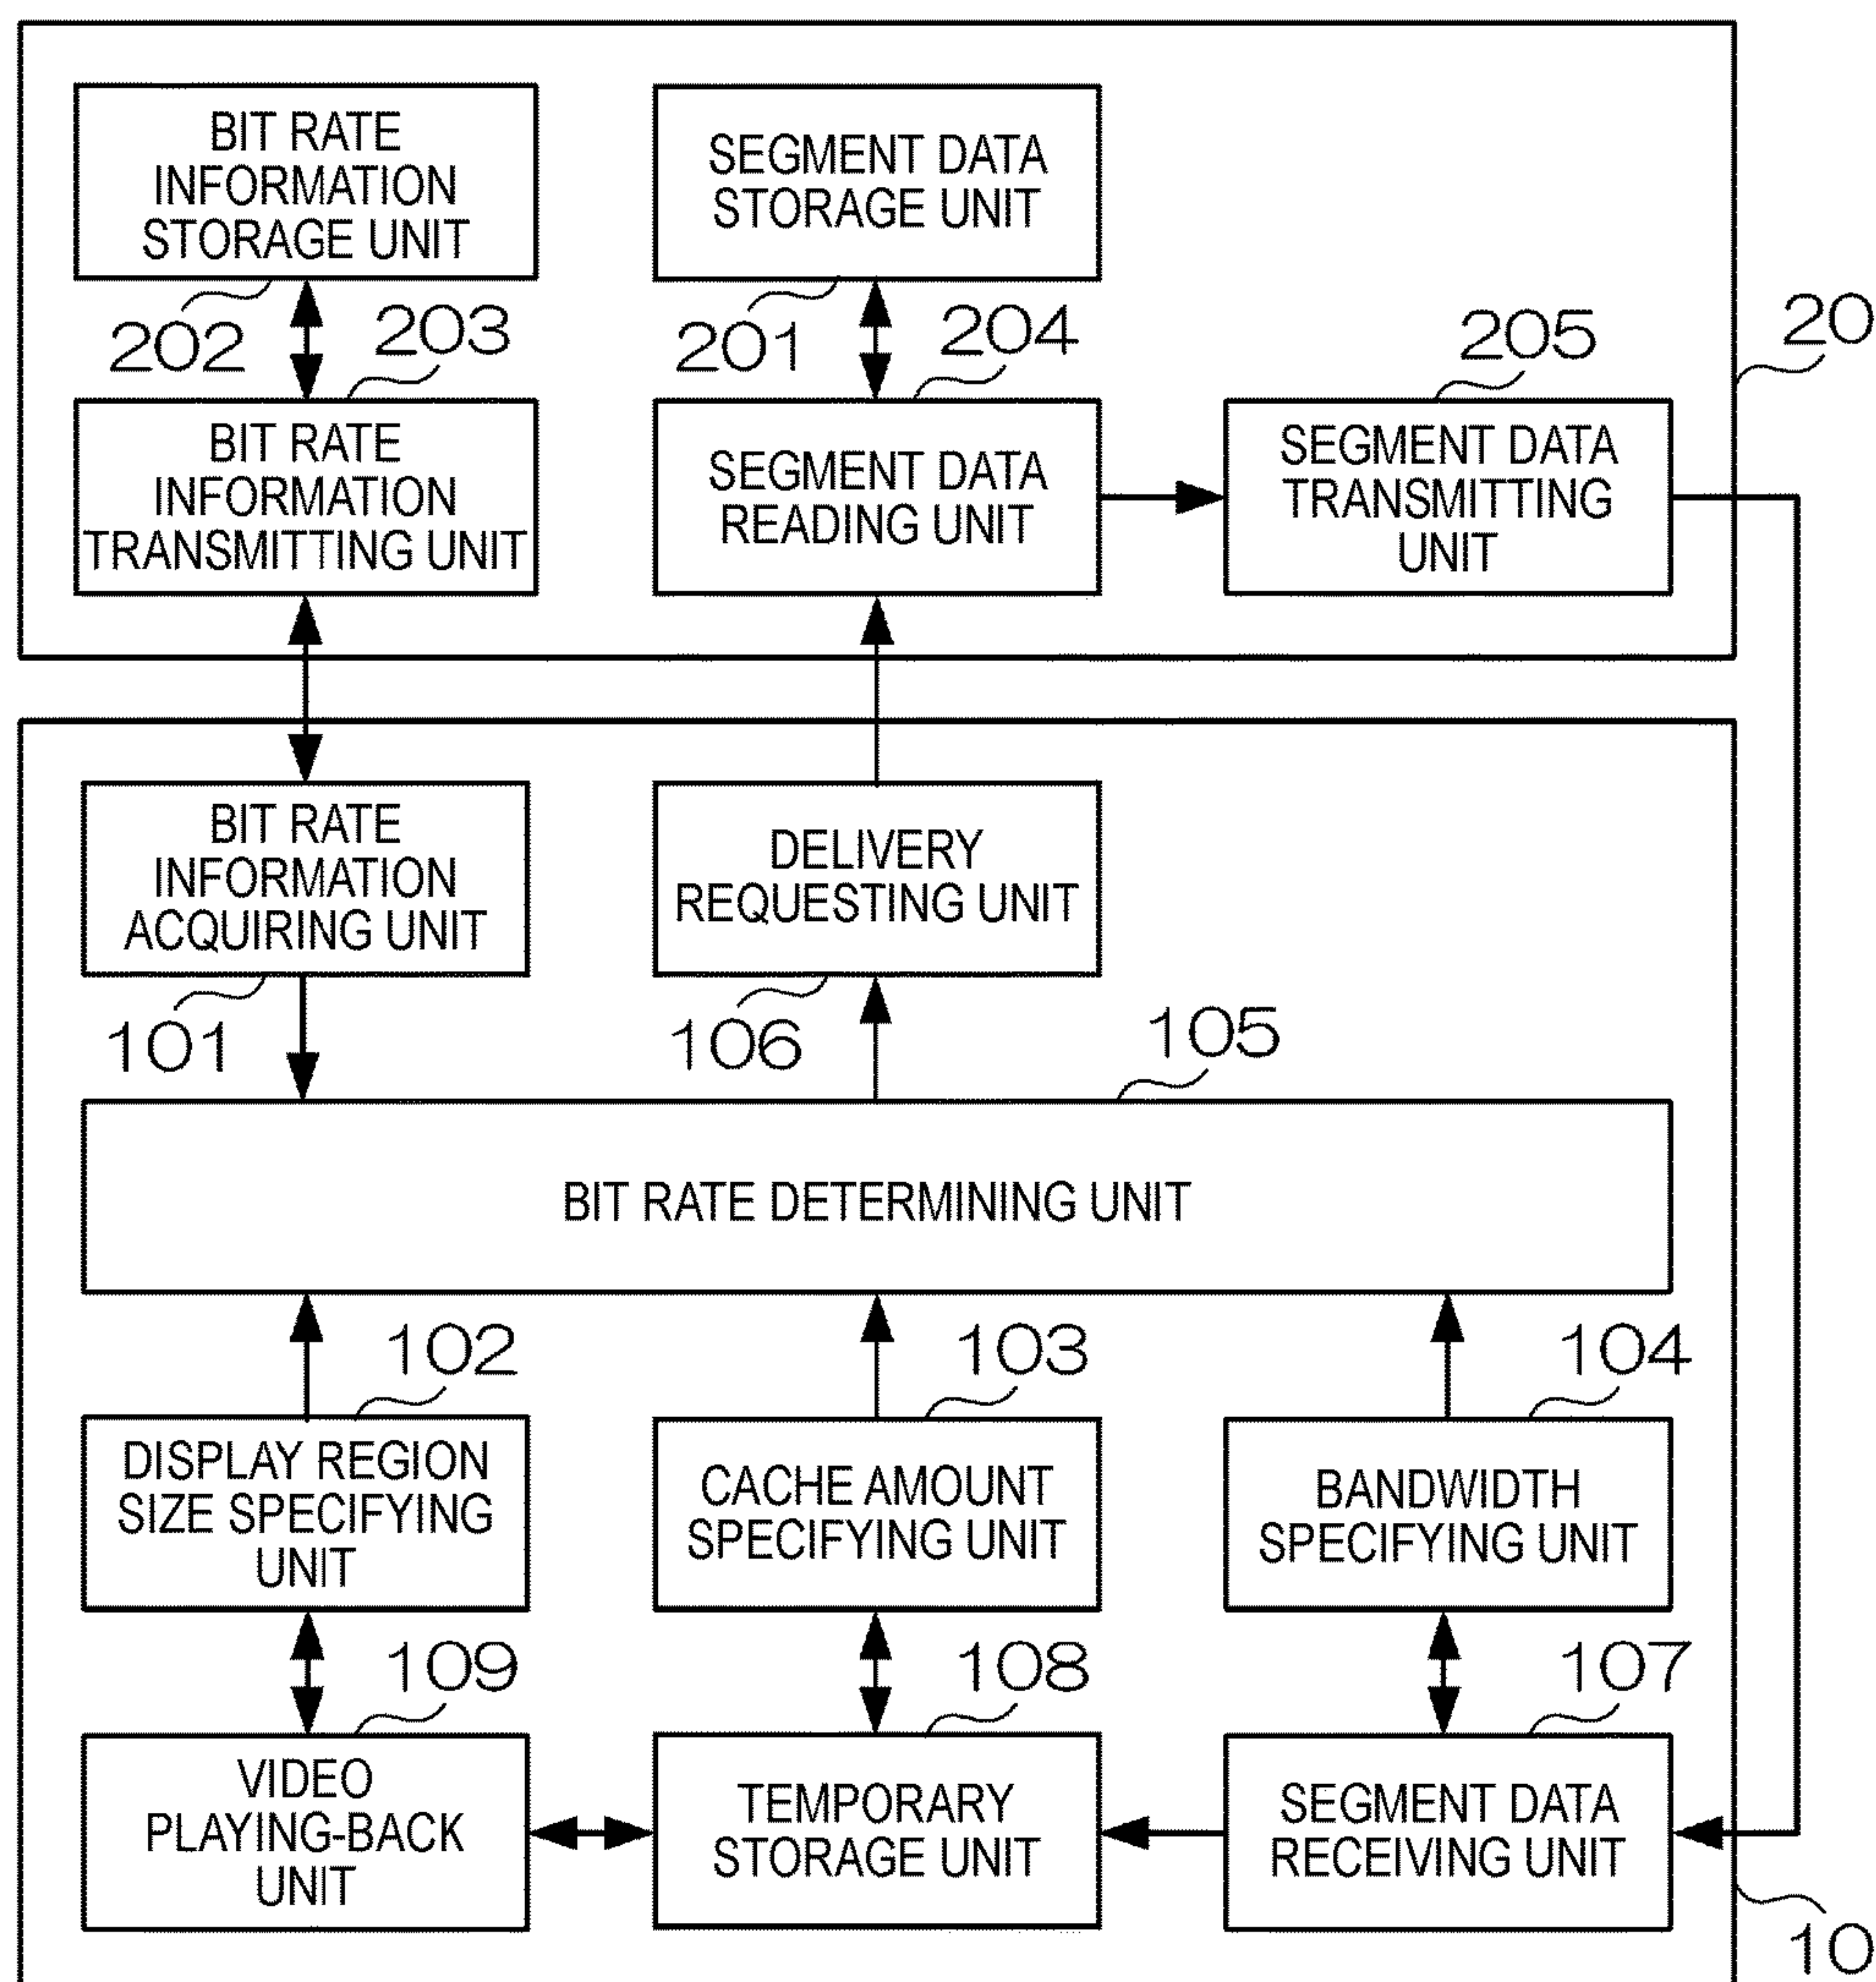 BIT RATE
INFORMATION
STORAGE UNIT
SEGMENT DATA
STORAGE UNIT
202
203
201
204
205
20
BIT RATE
INFORMATION
TRANSMITTING UNIT
SEGMENT DATA
READING UNIT
SEGMENT DATA
TRANSMITTING
UNIT
BIT RATE
INFORMATION
ACQUIRING UNIT
DELIVERY
REQUESTING UNIT
101
106
105
BIT RATE DETERMINING UNIT
102
103
104
DISPLAY REGION
SIZE SPECIFYING
UNIT
CACHE AMOUNT
SPECIFYING UNIT
BANDWIDTH
SPECIFYING UNIT
109
108
107
VIDEO
PLAYING-BACK
UNIT
TEMPORARY
STORAGE UNIT
SEGMENT DATA
RECEIVING UNIT
10